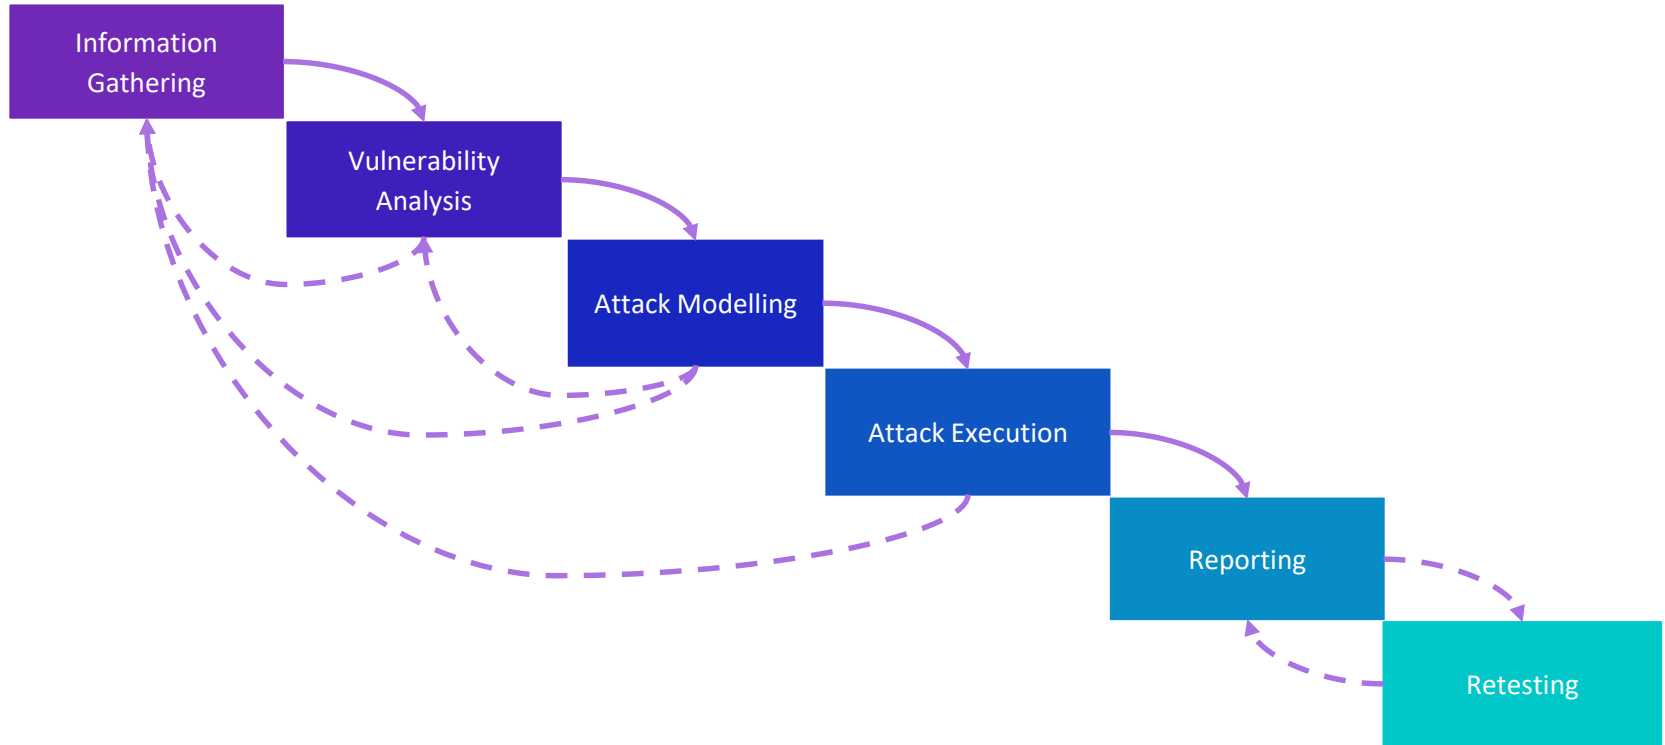 Information
Gathering
Vulnerability
Analysis
Attack Modelling
Attack Execution
Reporting
Retesting